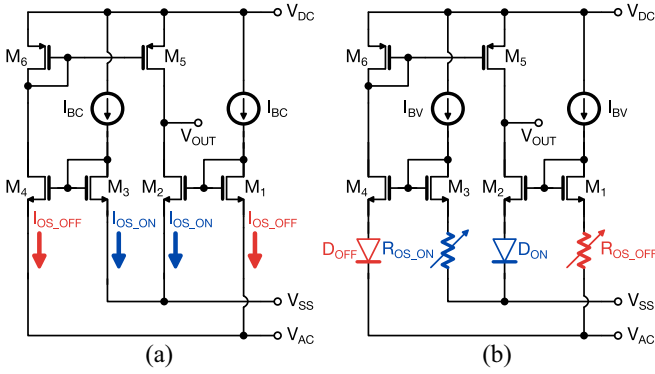 V_DC
M_6
M_5
I_BC
I_BC
V_OUT
M_4
M_3
M_2
M_1
I_OS_OFF
I_OS_ON
I_OS_ON
I_OS_OFF
V_SS
V_AC
(a)
V_DC
M_6
M_5
I_BV
I_BV
V_OUT
M_4
M_3
M_2
M_1
D_OFF
R_OS_ON
D_ON
R_OS_OFF
V_SS
V_AC
(b)